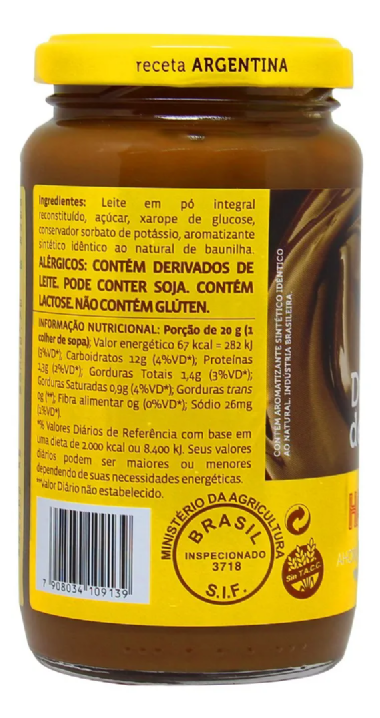 receta ARGENTINA
Ingredientes: Leite em pó integral
reconstituído, açúcar, xarope de glucose,
conservador sorbato de potássio, aromatizante
sintético idêntico ao natural de baunilha.
ALÉRGICOS: CONTÉM DERIVADOS DE
LEITE. PODE CONTER SOJA. CONTÉM
LACTOSE. NÃO CONTÉM GLÚTEN.
INFORMAÇÃO NUTRICIONAL: Porção de 20 g (1
colher de sopa); Valor energético 67 kcal = 282 kJ
(3%VD*); Carboidratos 12g (4%VD*); Proteínas
1,3g (2%VD*); Gorduras Totais 1,4g (3%VD*);
Gorduras Saturadas 0,9g (4%VD*); Gorduras trans
0g (**); Fibra alimentar 0g (0%VD*); Sódio 26mg
(1%VD*).
*% Valores Diários de Referência com base em
uma dieta de 2.000 kcal ou 8.400 kJ. Seus valores
diários podem ser maiores ou menores
dependendo de suas necessidades energéticas.
**Valor Diário não estabelecido.
CONTÉM AROMATIZANTE SINTÉTICO IDÊNTICO
AO NATURAL. INDÚSTRIA BRASILEIRA.
7 908034 109139
MINISTÉRIO DA AGRICULTURA
BRASIL
INSPECIONADO
3718
S.I.F.
Sin T.A.C.C.